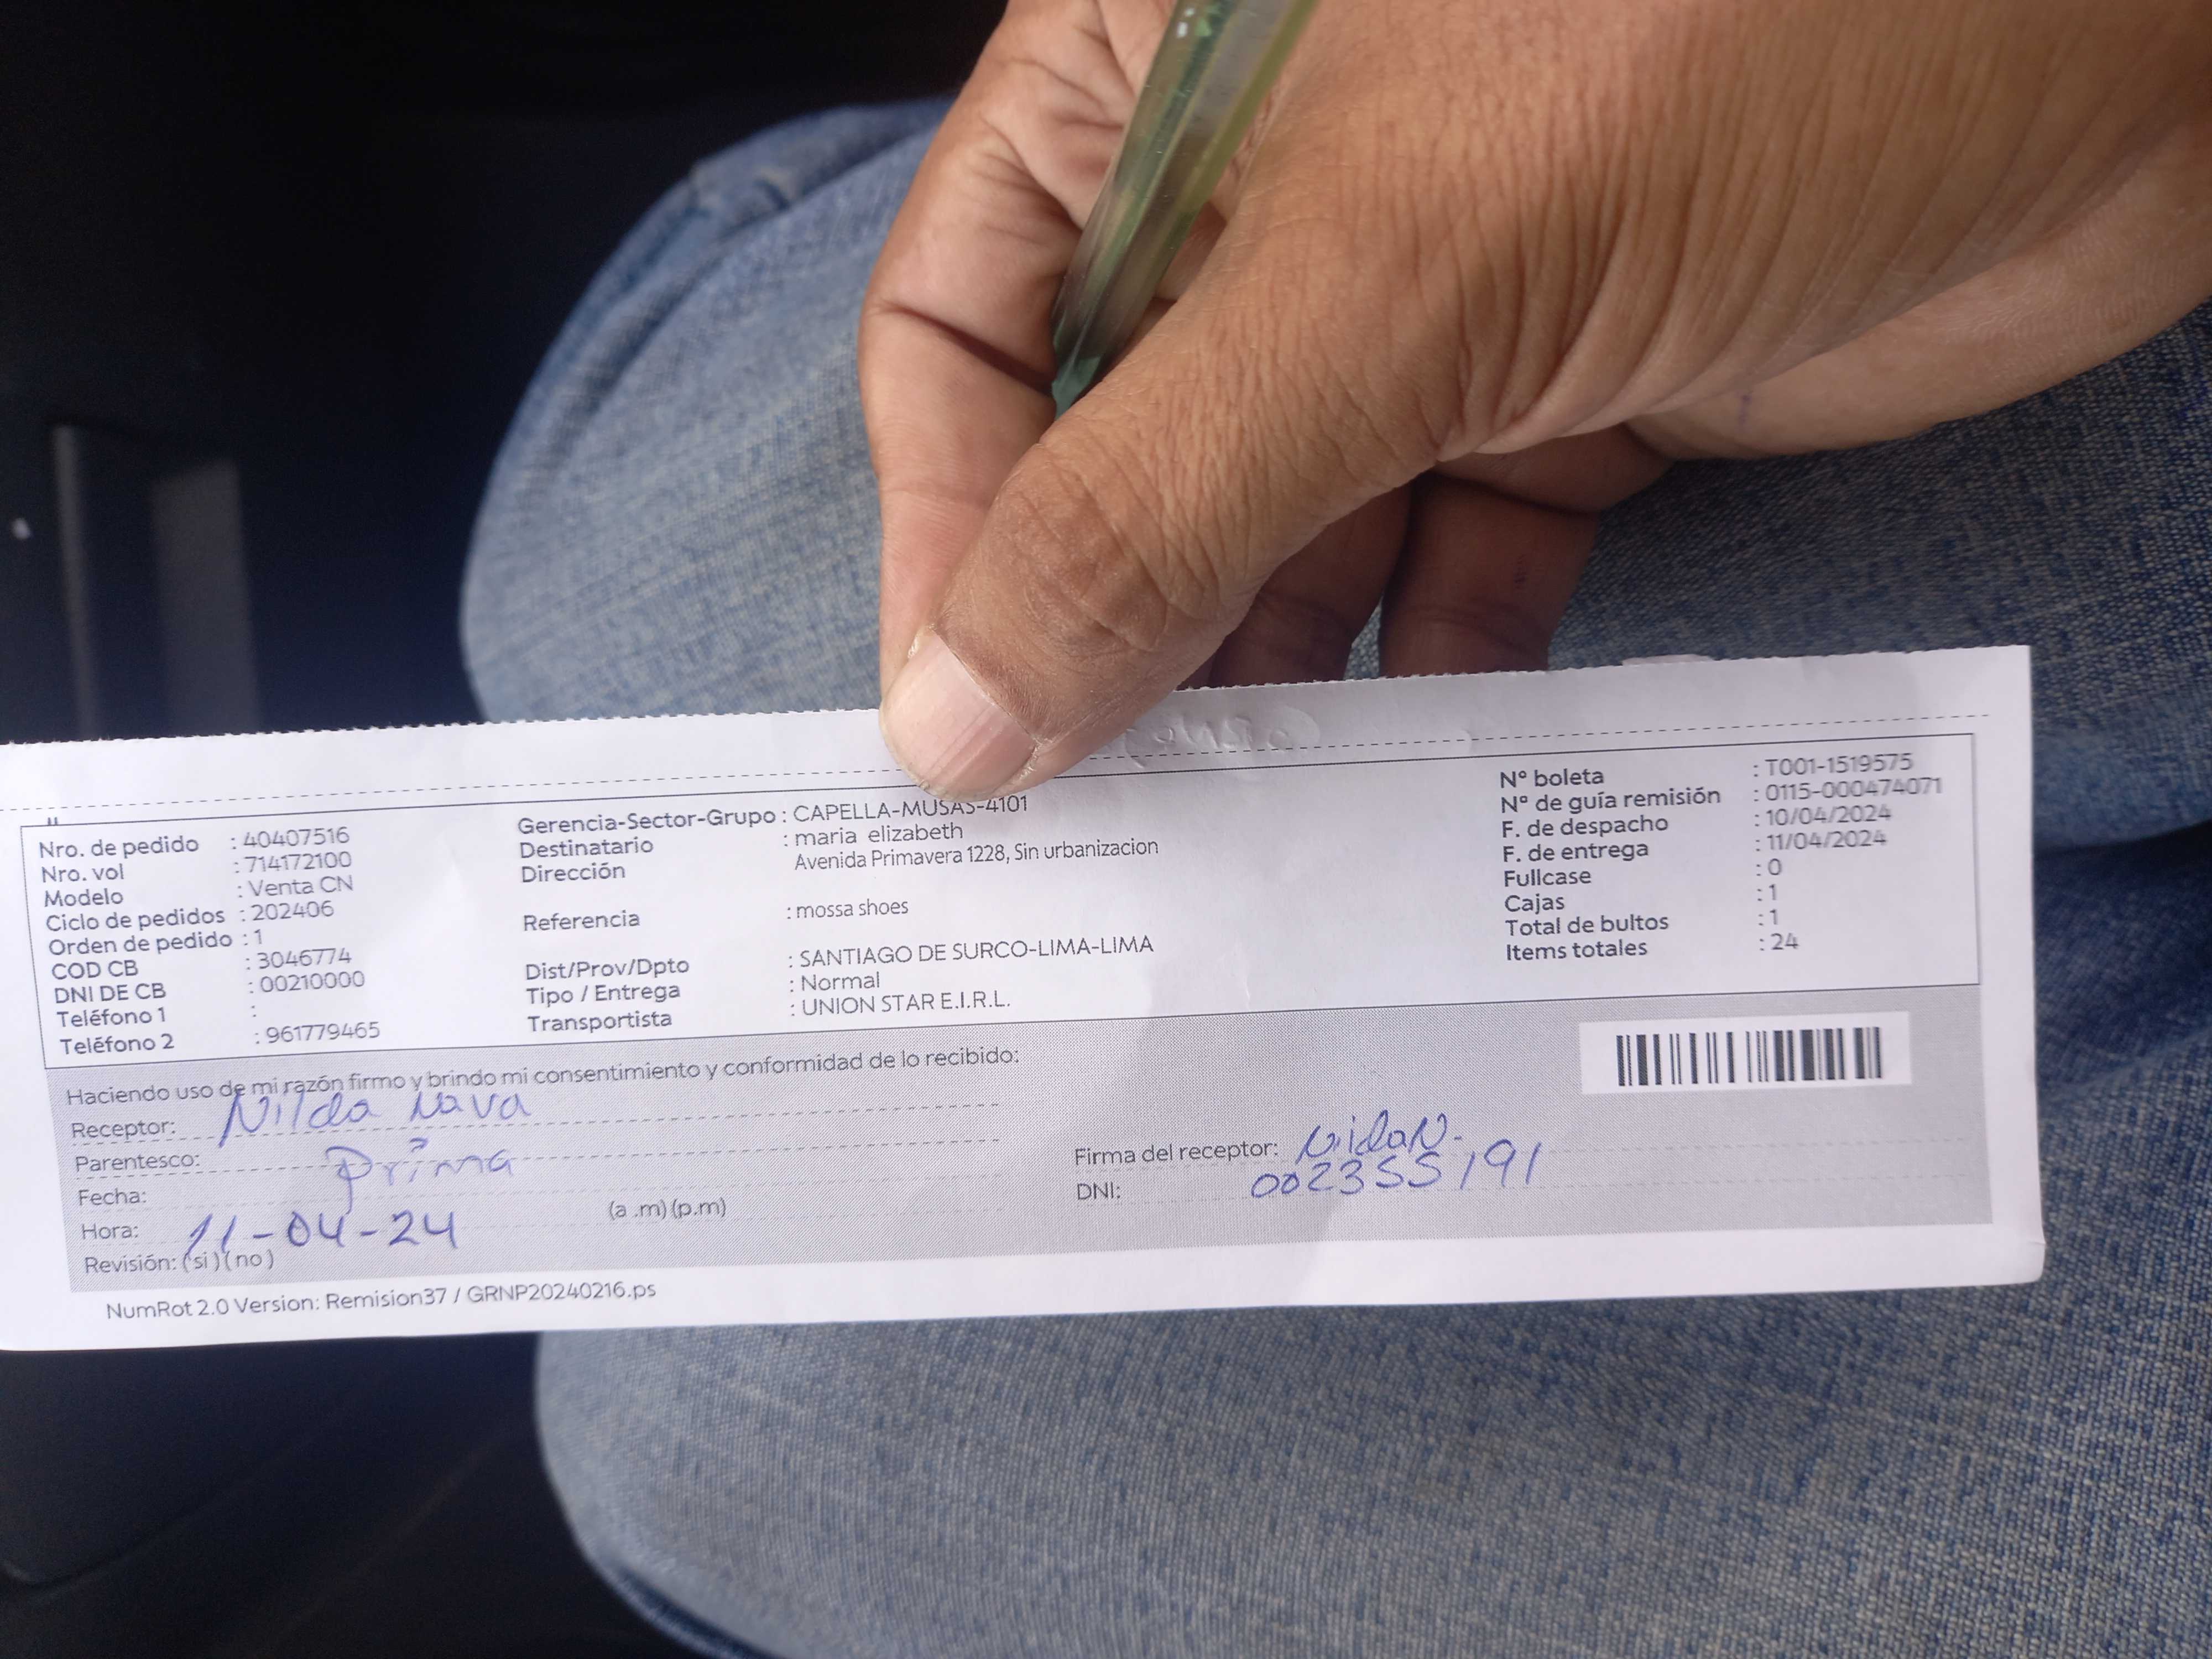 Nro. de pedido : 40407516
Nro. vol : 714172100
Modelo : Venta CN
Ciclo de pedidos : 202406
Orden de pedido : 1
COD CB : 3046774
DNI DE CB : 00210000
Teléfono 1 :
Teléfono 2 : 961779465
Gerencia-Sector-Grupo : CAPELLA-MUSAS-4101
Destinatario : maria elizabeth
Dirección Avenida Primavera 1228, Sin urbanizacion
Referencia : mossa shoes
Dist/Prov/Dpto : SANTIAGO DE SURCO-LIMA-LIMA
Tipo / Entrega : Normal
Transportista : UNION STAR E.I.R.L.
Nº boleta : T001-1519575
Nº de guía remisión : 0115-000474071
F. de despacho : 10/04/2024
F. de entrega : 11/04/2024
Fullcase : 0
Cajas : 1
Total de bultos : 1
Items totales : 24
Haciendo uso de mi razón firmo y brindo mi consentimiento y conformidad de lo recibido:
Receptor: Nilda Nava
Parentesco: Prima
Fecha:
Hora: 11-04-24 (a .m) (p.m)
Revisión: (si) (no)
Firma del receptor:
DNI: 002355191
NumRot 2.0 Version: Remision37 / GRNP20240216.ps